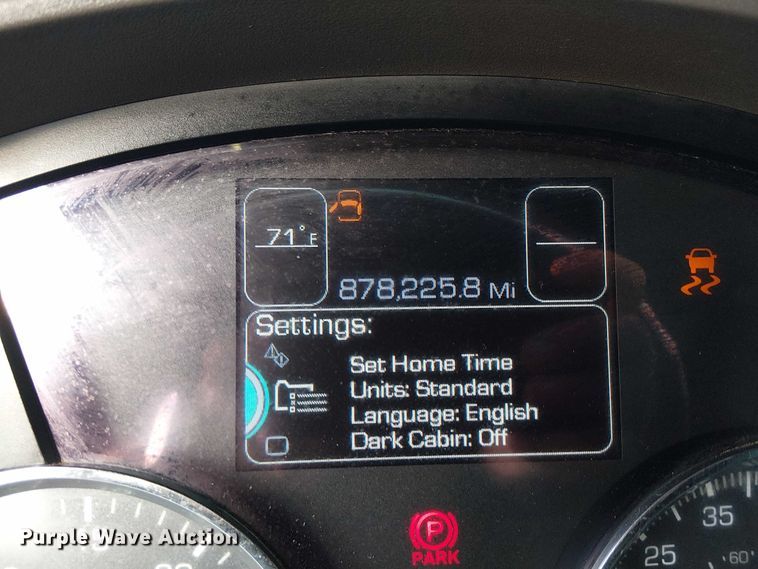 71°F
878,225.8 Mi
Settings:
Set Home Time
Units: Standard
Language: English
Dark Cabin: Off
P
PARK
35
25
60
Purple Wave Auction